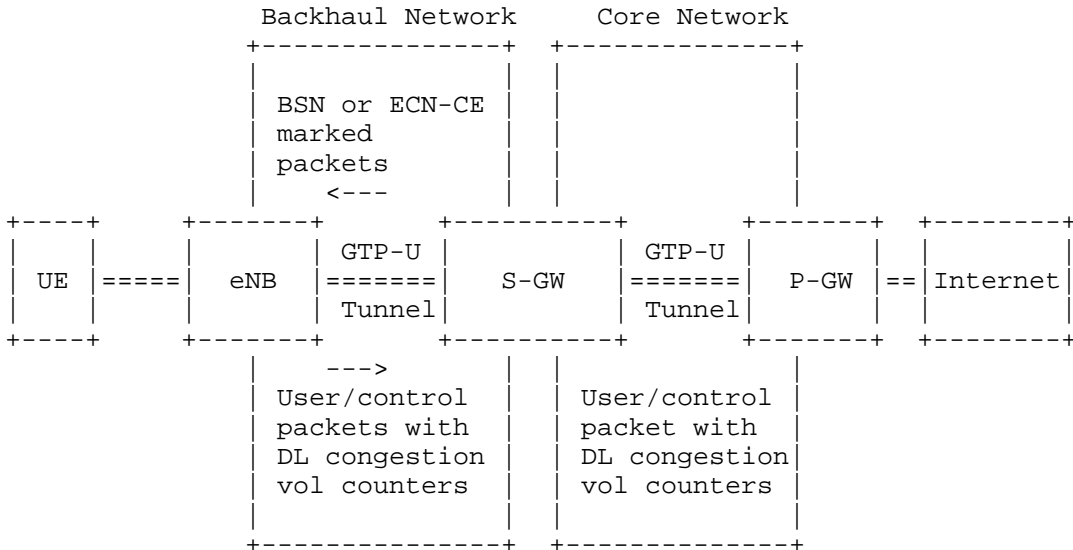 Backhaul Network Core Network
BSN or ECN-CE
marked
packets
<---
GTP-U GTP-U
UE eNB S-GW P-GW Internet
Tunnel Tunnel
--->
User/control User/control
packets with packet with
DL congestion DL congestion
vol counters vol counters